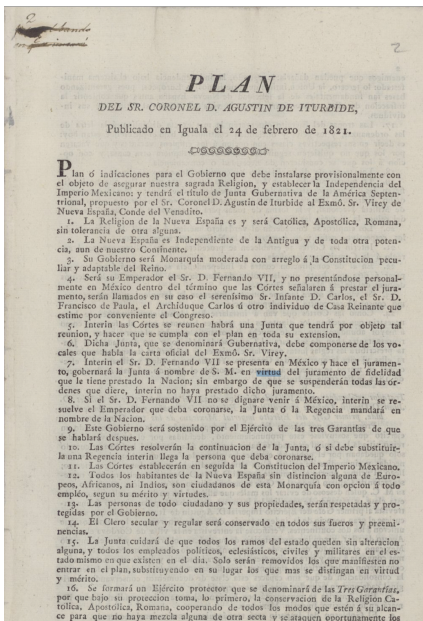 2
PLAN
DEL SR. CORONEL D. AGUSTIN DE ITURBIDE,
Publicado en Iguala el 24 de febrero de 1821.
Plan ó indicaciones para el Gobierno que debe instalarse provisionalmente con
el objeto de asegurar nuestra sagrada Religion, y establecer la Independencia del
Imperio Mexicano: y tendrá el título de Junta Gubernativa de la América Septen-
trional, propuesto por el Sr. Coronel D. Agustin de Iturbide al Exmó. Sr. Virey de
Nueva España, Conde del Venadito.
1. La Religion de la Nueva España es y será Católica, Apostólica, Romana,
sin tolerancia de otra alguna.
2. La Nueva España es Independiente de la Antigua y de toda otra poten-
cia, aun de nuestro Continente.
3. Su Gobierno será Monarquía moderada con arreglo á la Constitucion pecu-
liar y adaptable del Reino.
4. Será su Emperador el Sr. D. Fernando VII, y no presentándose personal-
mente en México dentro del término que las Córtes señalaren á prestar el jura-
mento, serán llamados en su caso el serenísimo Sr. Infante D. Carlos, el Sr. D.
Francisco de Paula, el Archiduque Carlos ú otro individuo de Casa Reinante que
estime por conveniente el Congreso.
5. Interin las Córtes se reunen habrá una Junta que tendrá por objeto tal
reunion, y hacer que se cumpla con el plan en toda su extension.
6. Dicha Junta, que se denominará Gubernativa, debe componerse de los vo-
cales que habla la carta oficial del Exmó. Sr. Virey.
7. Interin el Sr. D. Fernando VII se presenta en México y hace el juramen-
to, gobernará la Junta á nombre de S. M. en virtud del juramento de fidelidad
que le tiene prestado la Nacion; sin embargo de que se suspenderán todas las ór-
denes que diere, interin no haya prestado dicho juramento.
8. Si el Sr. D. Fernando VII no se dignare venir á México, interin se re-
suelve el Emperador que deba coronarse, la Junta ó la Regencia mandará en
nombre de la Nacion.
9. Este Gobierno será sostenido por el Ejército de las tres Garantías de que
se hablará despues.
10. Las Córtes resolverán la continuacion de la Junta, ó si debe substituir-
la una Regencia interin llega la persona que deba coronarse.
11. Las Córtes establecerán en seguida la Constitucion del Imperio Mexicano.
12. Todos los habitantes de la Nueva España sin distincion alguna de Euro-
peos, Africanos, ni Indios, son ciudadanos de esta Monarquía con opcion á todo
empléo, segun su mérito y virtudes.
13. Las personas de todo ciudadano y sus propiedades, serán respetadas y pro-
tegidas por el Gobierno.
14. El Clero secular y regular será conservado en todos sus fueros y preemi-
nencias.
15. La Junta cuidará de que todos los ramos del estado queden sin alteracion
alguna, y todos los empleados políticos, eclesiásticos, civiles y militares en el es-
tado mismo en que existen en el dia. Solo serán removidos los que manifiesten no
entrar en el plan, substituyendo en su lugar los que mas se distingan en virtud
y mérito.
16. Se formará un Ejército protector que se denominará de las Tres Garantías,
por que bajo su proteccion toma, lo primero, la conservacion de la Religion Ca-
tólica, Apostólica, Romana, cooperando de todos los modos que estén á su alcan-
ce para que no haya mezcla alguna de otra secta y se ataquen oportunamente los